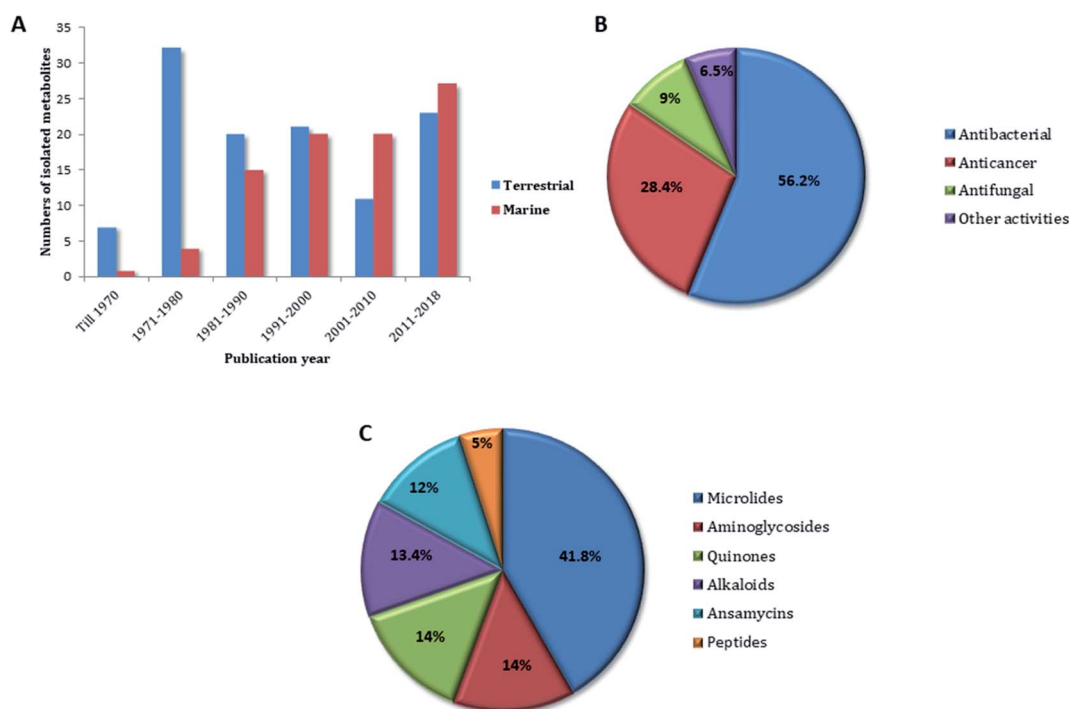 A
Numbers of isolated metabolites
35
30
25
20
15
10
5
0
Till 1970
1971-1980
1981-1990
1991-2000
2001-2010
2011-2018
Publication year
Terrestrial
Marine
B
6.5%
9%
28.4%
56.2%
Antibacterial
Anticancer
Antifungal
Other activities
C
5%
12%
13.4%
41.8%
14%
14%
Microlides
Aminoglycosides
Quinones
Alkaloids
Ansamycins
Peptides